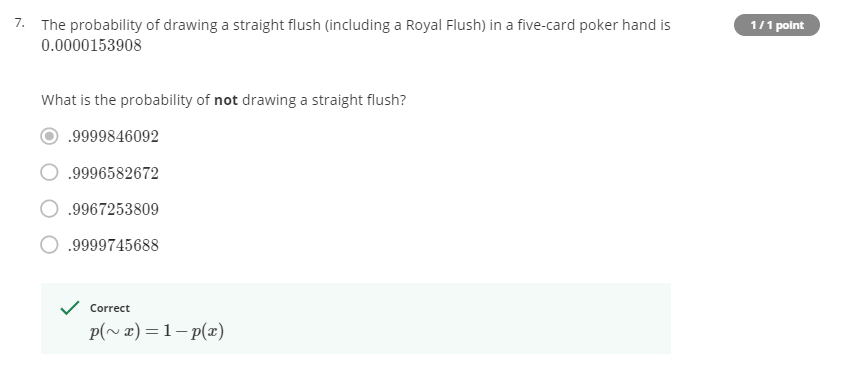 7. The probability of drawing a straight flush (including a Royal Flush) in a five-card poker hand is
1 / 1 point
0.0000153908
What is the probability of not drawing a straight flush?
.9999846092
.9996582672
.9967253809
.9999745688
Correct
p(∼ x) = 1 − p(x)